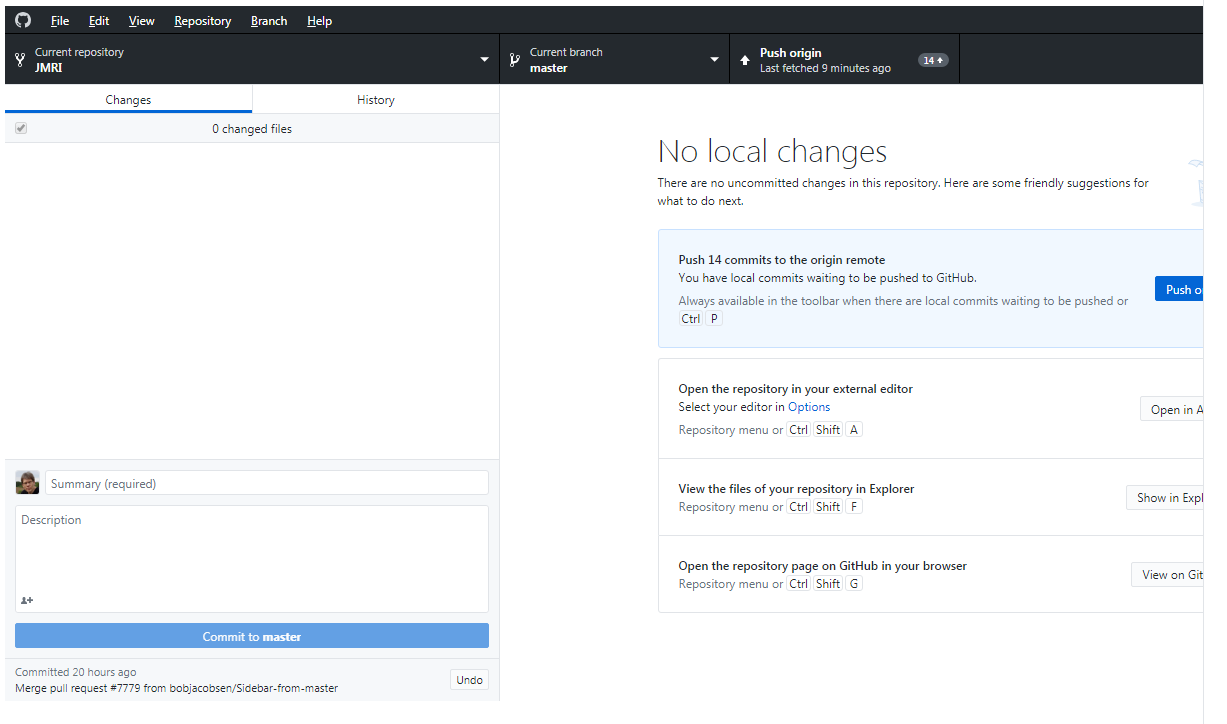 File Edit View Repository Branch Help
Current repository
JMRI
Current branch
master
Push origin
Last fetched 9 minutes ago
14
Changes History
0 changed files
No local changes
There are no uncommitted changes in this repository. Here are some friendly suggestions for
what to do next.
Push 14 commits to the origin remote
You have local commits waiting to be pushed to GitHub.
Always available in the toolbar when there are local commits waiting to be pushed or
Ctrl P
Push o
Open the repository in your external editor
Select your editor in Options
Repository menu or Ctrl Shift A
Open in A
View the files of your repository in Explorer
Repository menu or Ctrl Shift F
Show in Expl
Open the repository page on GitHub in your browser
Repository menu or Ctrl Shift G
View on Git
Summary (required)
Description
Commit to master
Committed 20 hours ago
Merge pull request #7779 from bobjacobsen/Sidebar-from-master
Undo